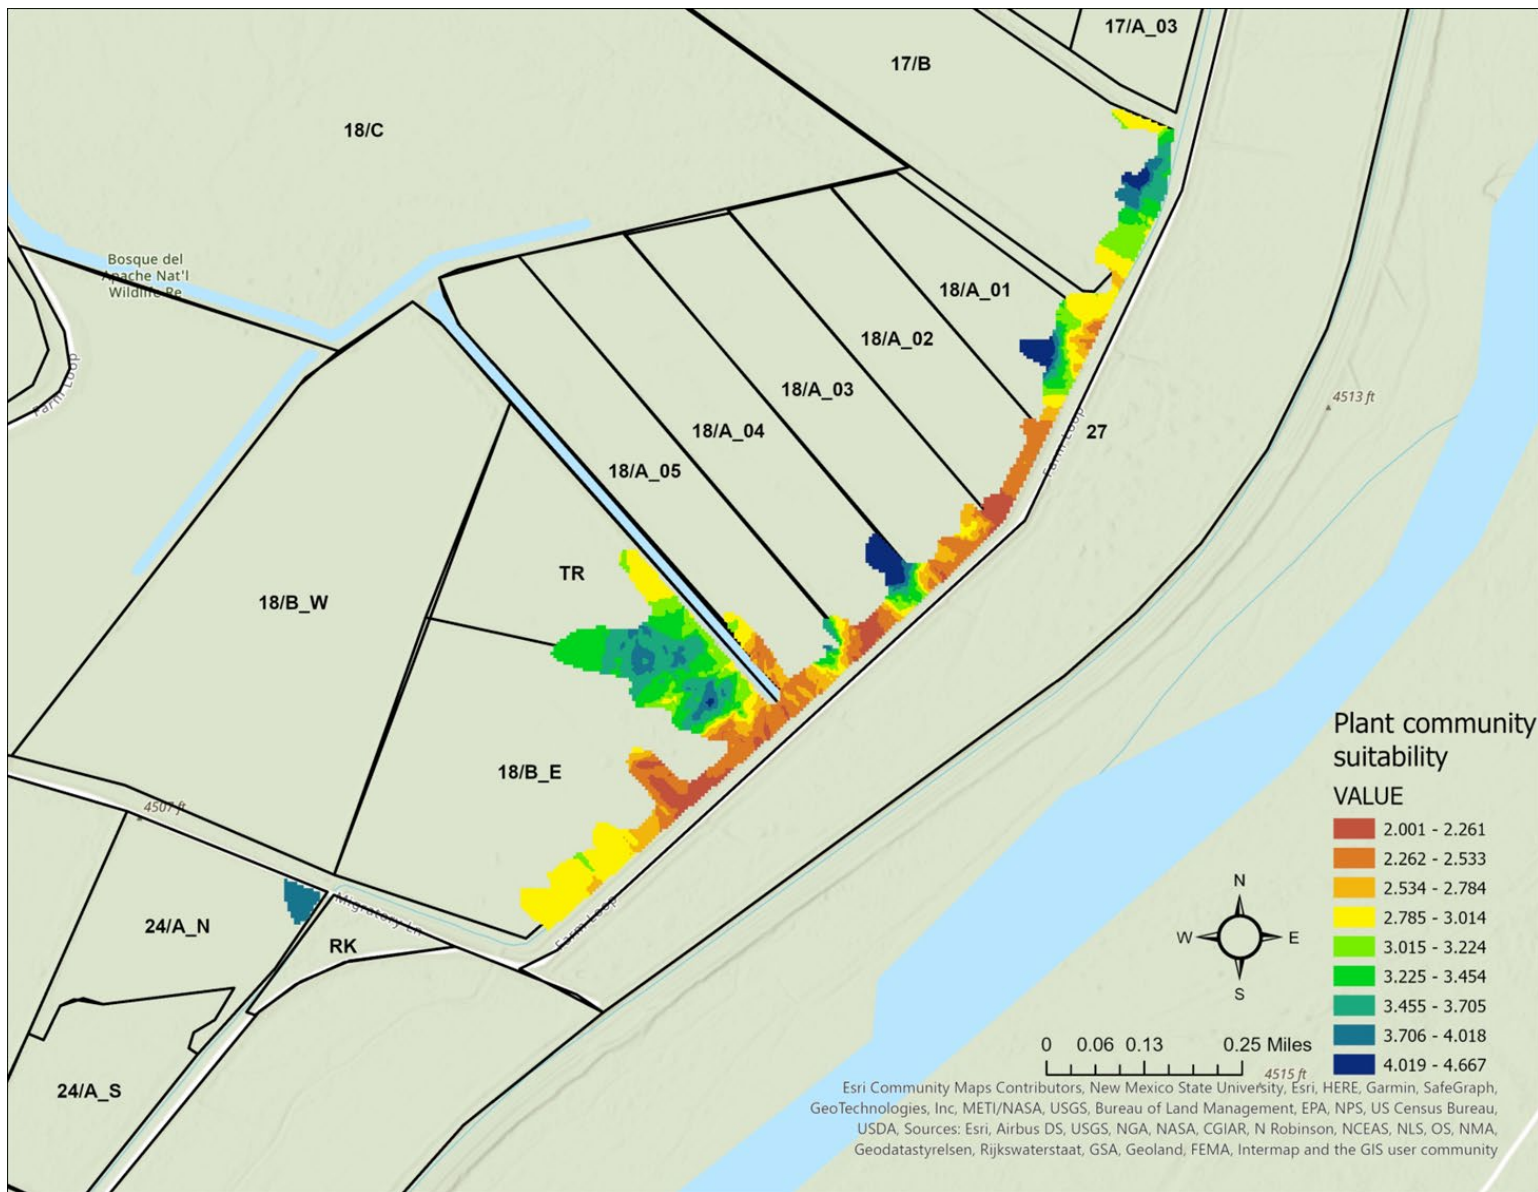 17/A_03
17/B
18/C
Bosque del
Apache Nat'l
Wildlife Re
18/A_01
18/A_02
18/A_03
18/A_04
18/A_05
Farm Loop
4513 ft
27
Farm Loop
TR
18/B_W
18/B_E
4507 ft
24/A_N
Migratory Ln
RK
Farm Loop
24/A_S
Plant community
suitability
VALUE
2.001 - 2.261
2.262 - 2.533
2.534 - 2.784
2.785 - 3.014
3.015 - 3.224
3.225 - 3.454
3.455 - 3.705
3.706 - 4.018
4.019 - 4.667
N
W E
S
0 0.06 0.13 0.25 Miles
4515 ft
Esri Community Maps Contributors, New Mexico State University, Esri, HERE, Garmin, SafeGraph,
GeoTechnologies, Inc, METI/NASA, USGS, Bureau of Land Management, EPA, NPS, US Census Bureau,
USDA, Sources: Esri, Airbus DS, USGS, NGA, NASA, CGIAR, N Robinson, NCEAS, NLS, OS, NMA,
Geodatastyrelsen, Rijkswaterstaat, GSA, Geoland, FEMA, Intermap and the GIS user community